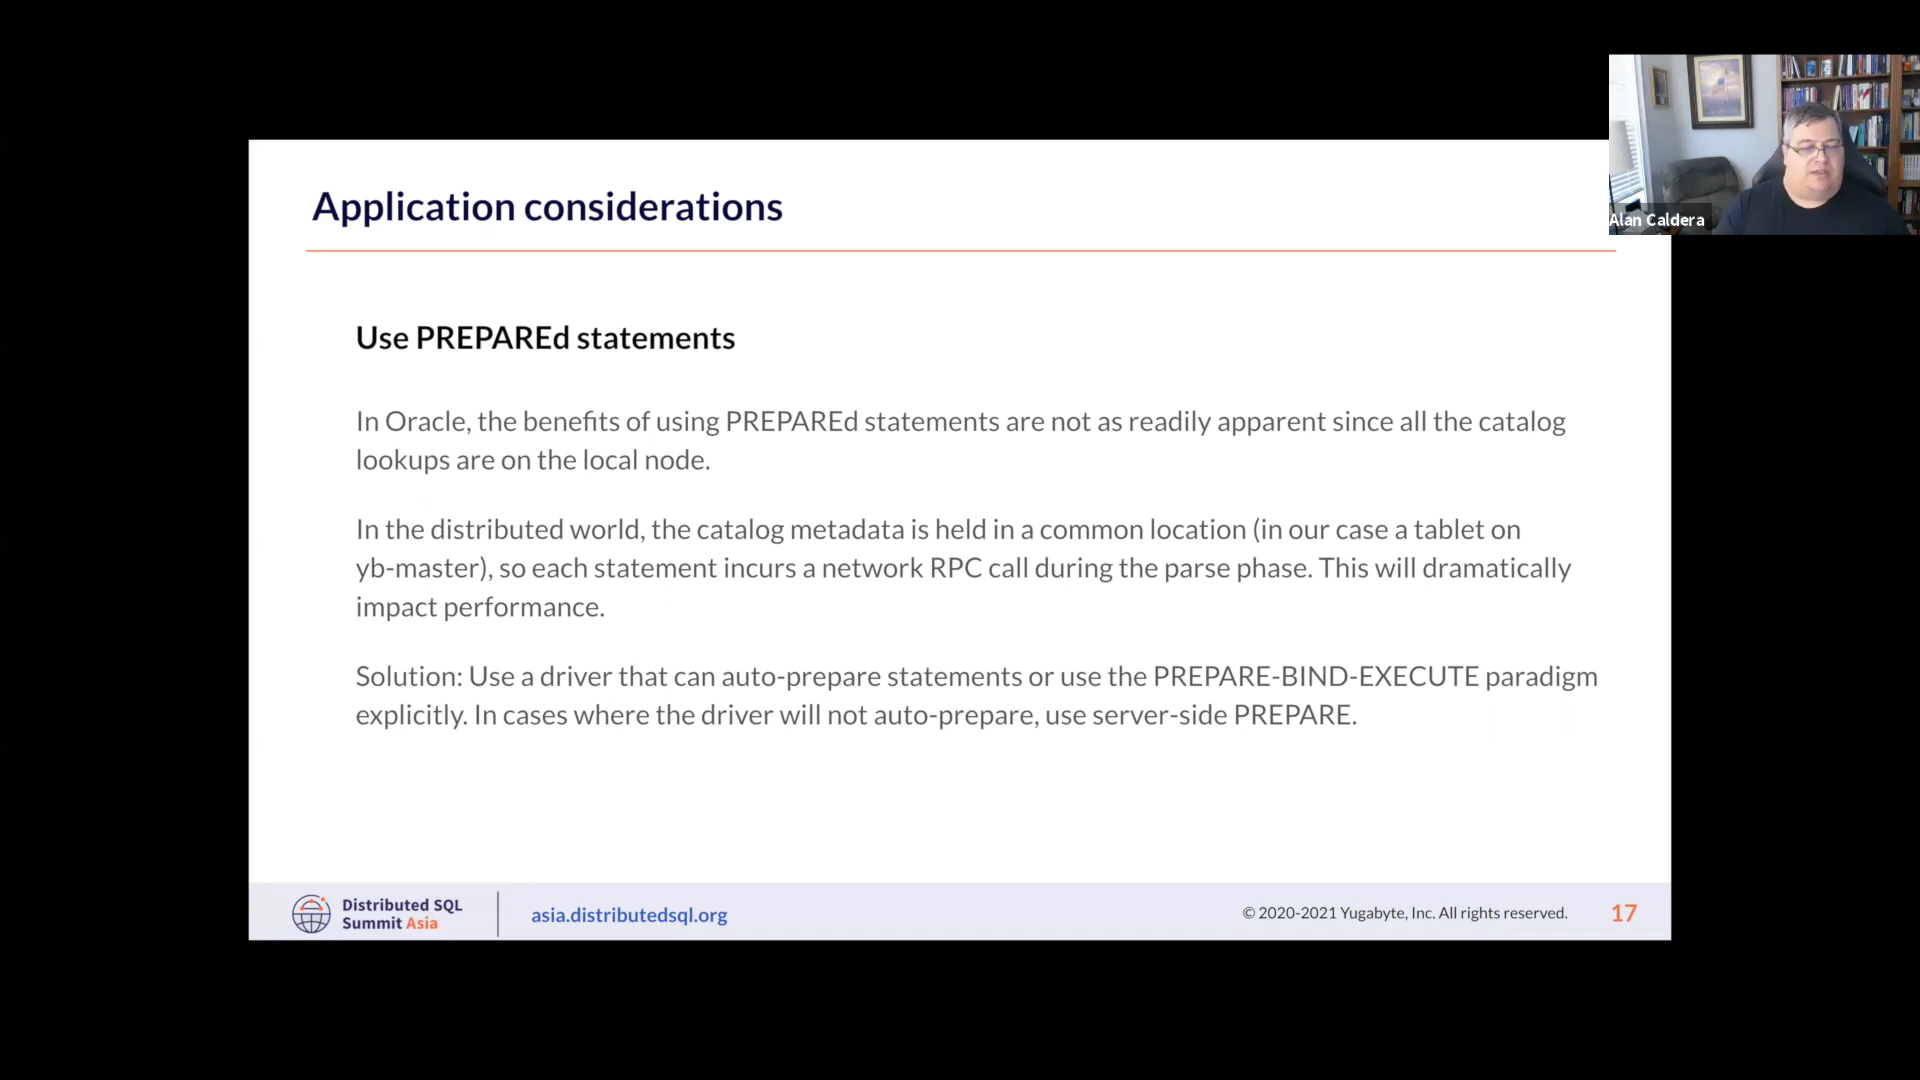 Application considerations
Alan Caldera
Use PREPAREd statements
In Oracle, the benefits of using PREPAREd statements are not as readily apparent since all the catalog
lookups are on the local node.
In the distributed world, the catalog metadata is held in a common location (in our case a tablet on
yb-master), so each statement incurs a network RPC call during the parse phase. This will dramatically
impact performance.
Solution: Use a driver that can auto-prepare statements or use the PREPARE-BIND-EXECUTE paradigm
explicitly. In cases where the driver will not auto-prepare, use server-side PREPARE.
Distributed SQL
Summit Asia
asia.distributedsql.org
© 2020-2021 Yugabyte, Inc. All rights reserved.
17